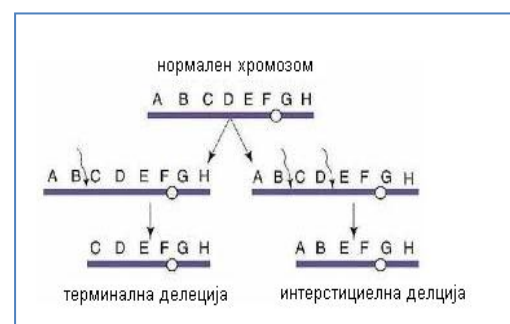 нормален хромозом
A B C D E F G H
A B C D E F G H
A B C D E F G H
C D E F G H
A B E F G H
терминална делеција
интерстициелна делција